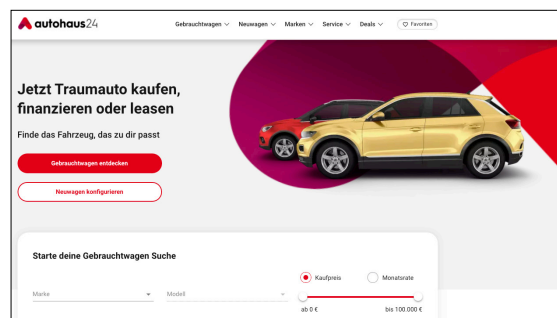 autohaus24
Gebrauchtwagen Neuwagen Marken Service Deals Favoriten
Jetzt Traumauto kaufen,
finanzieren oder leasen
Finde das Fahrzeug, das zu dir passt
Gebrauchtwagen entdecken
Neuwagen konfigurieren
Starte deine Gebrauchtwagen Suche
Kaufpreis Monatsrate
Marke Modell
ab 0 € bis 100.000 €